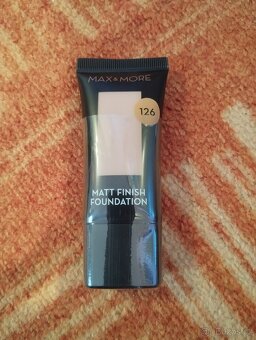 MAX & MORE
126
MATT FINISH
FOUNDATION